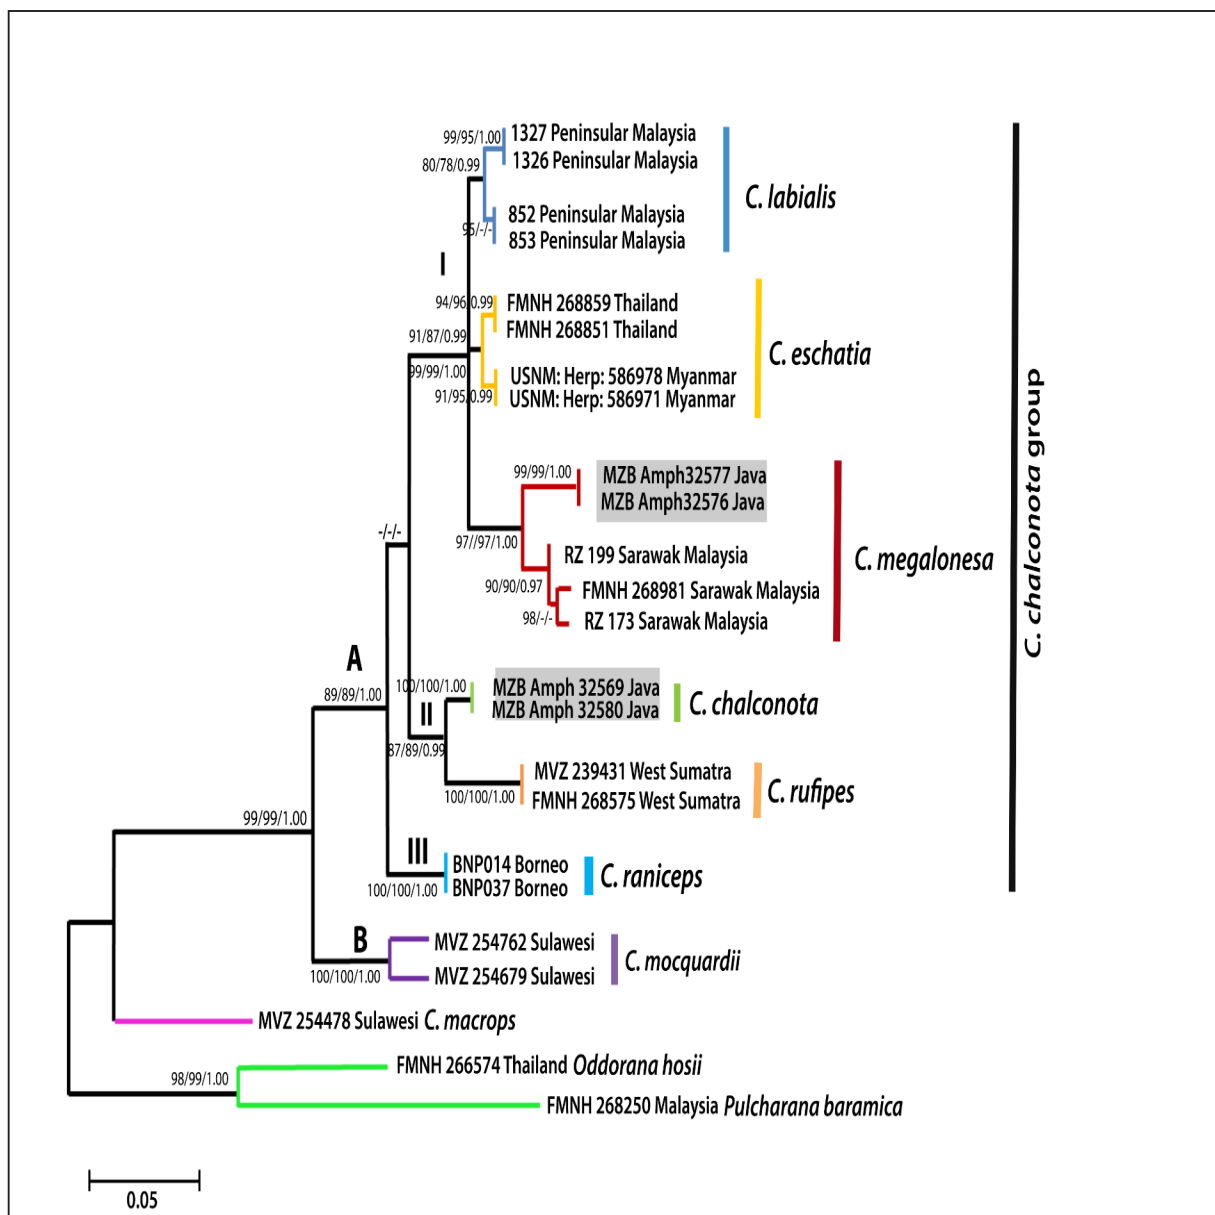 99/95/1.00
1327 Peninsular Malaysia
1326 Peninsular Malaysia
80/78/0.99
C. labialis
852 Peninsular Malaysia
95/-/-
853 Peninsular Malaysia
I
94/96/0.99
FMNH 268859 Thailand
FMNH 268851 Thailand
91/87/0.99
C. eschatia
99/99/1.00
USNM: Herp: 586978 Myanmar
91/95/0.99
USNM: Herp: 586971 Myanmar
99/99/1.00
MZB Amph32577 Java
MZB Amph32576 Java
-/-/-
97//97/1.00
RZ 199 Sarawak Malaysia
C. megalonesa
90/90/0.97
FMNH 268981 Sarawak Malaysia
98/-/-
RZ 173 Sarawak Malaysia
C. chalconota group
A
89/89/1.00
100/100/1.00
MZB Amph 32569 Java
MZB Amph 32580 Java
C. chalconota
II
87/89/0.99
MVZ 239431 West Sumatra
100/100/1.00
FMNH 268575 West Sumatra
C. rufipes
99/99/1.00
III
BNP014 Borneo
100/100/1.00
BNP037 Borneo
C. raniceps
B
MVZ 254762 Sulawesi
100/100/1.00
MVZ 254679 Sulawesi
C. mocquardii
MVZ 254478 Sulawesi C. macrops
98/99/1.00
FMNH 266574 Thailand Oddorana hosii
FMNH 268250 Malaysia Pulcharana baramica
0.05